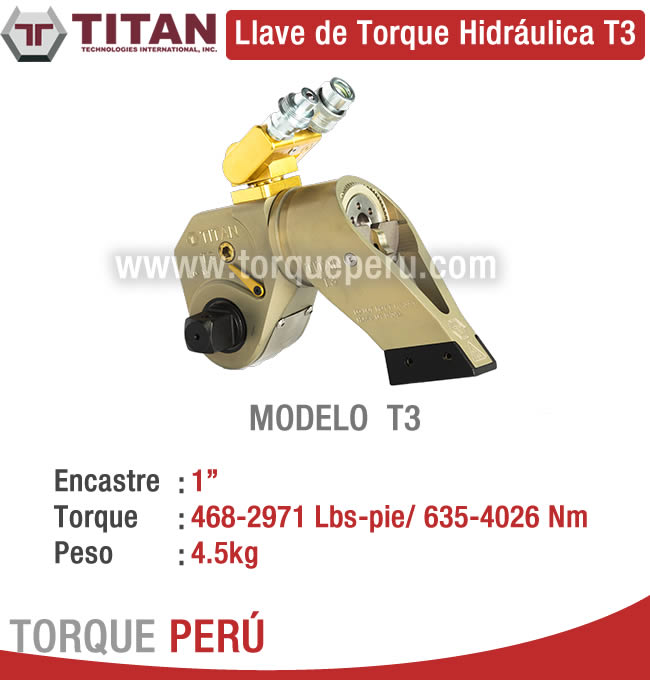 TITAN
TECHNOLOGIES INTERNATIONAL, INC.
Llave de Torque Hidráulica T3
TITAN
www.torqueperu.com
MODELO T3
Encastre : 1”
Torque : 468-2971 Lbs-pie/ 635-4026 Nm
Peso : 4.5kg
TORQUE PERÚ